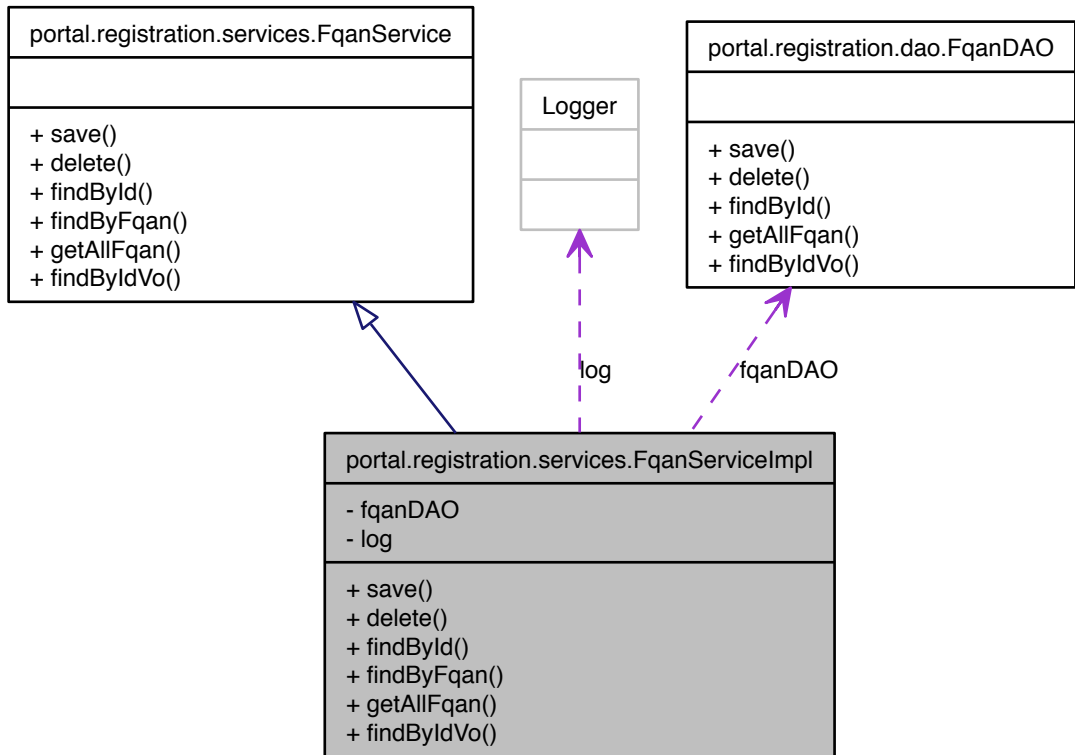 portal.registration.services.FqanService
+ save()
+ delete()
+ findById()
+ findByFqan()
+ getAllFqan()
+ findByIdVo()
Logger
portal.registration.dao.FqanDAO
+ save()
+ delete()
+ findById()
+ getAllFqan()
+ findByIdVo()
log
fqanDAO
portal.registration.services.FqanServiceImpl
- fqanDAO
- log
+ save()
+ delete()
+ findById()
+ findByFqan()
+ getAllFqan()
+ findByIdVo()